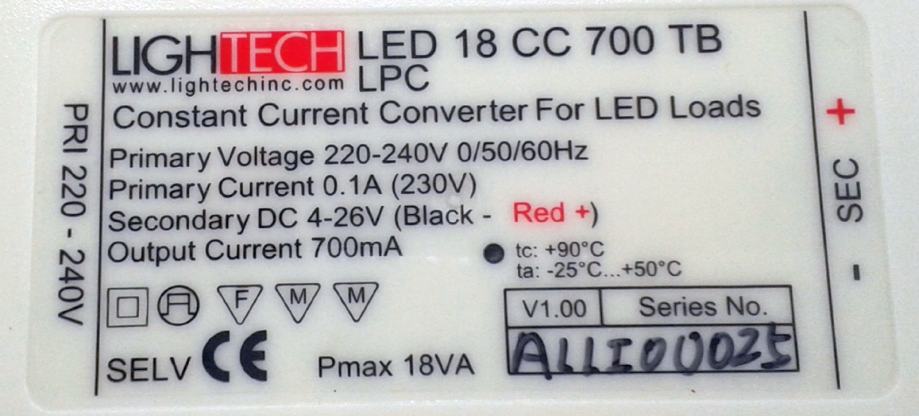 LIGHTECH LED 18 CC 700 TB
www.lightechinc.com LPC
Constant Current Converter For LED Loads
Primary Voltage 220-240V 0/50/60Hz
Primary Current 0.1A (230V)
Secondary DC 4-26V (Black - Red +)
Output Current 700mA
tc: +90°C
ta: -25°C...+50°C
F M M
V1.00 Series No.
SELV CE Pmax 18VA
PRI 220 - 240V
+ SEC -